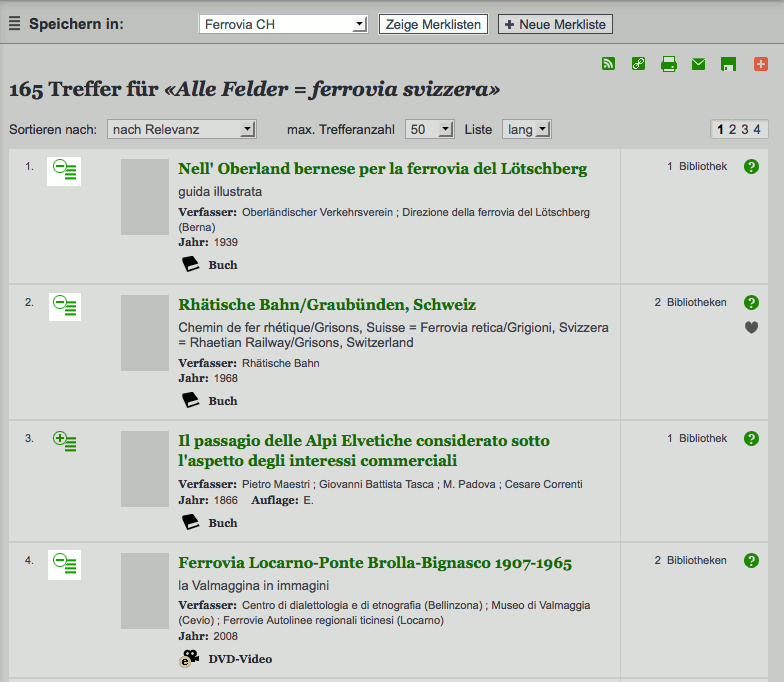 Speichern in: Ferrovia CH Zeige Merklisten + Neue Merkliste
165 Treffer für «Alle Felder = ferrovia svizzera»
Sortieren nach: nach Relevanz max. Trefferanzahl 50 Liste lang 1 2 3 4
1. Nell' Oberland bernese per la ferrovia del Lötschberg 1 Bibliothek ?
guida illustrata
Verfasser: Oberländischer Verkehrsverein ; Direzione della ferrovia del Lötschberg
(Berna)
Jahr: 1939
Buch
2. Rhätische Bahn/Graubünden, Schweiz 2 Bibliotheken ?
Chemin de fer rhétique/Grisons, Suisse = Ferrovia retica/Grigioni, Svizzera
= Rhaetian Railway/Grisons, Switzerland
Verfasser: Rhätische Bahn
Jahr: 1968
Buch
3. Il passagio delle Alpi Elvetiche considerato sotto 1 Bibliothek ?
l'aspetto degli interessi commerciali
Verfasser: Pietro Maestri ; Giovanni Battista Tasca ; M. Padova ; Cesare Correnti
Jahr: 1866 Auflage: E.
Buch
4. Ferrovia Locarno-Ponte Brolla-Bignasco 1907-1965 2 Bibliotheken ?
la Valmaggina in immagini
Verfasser: Centro di dialettologia e di etnografia (Bellinzona) ; Museo di Valmaggia
(Cevio) ; Ferrovie Autolinee regionali ticinesi (Locarno)
Jahr: 2008
e DVD-Video